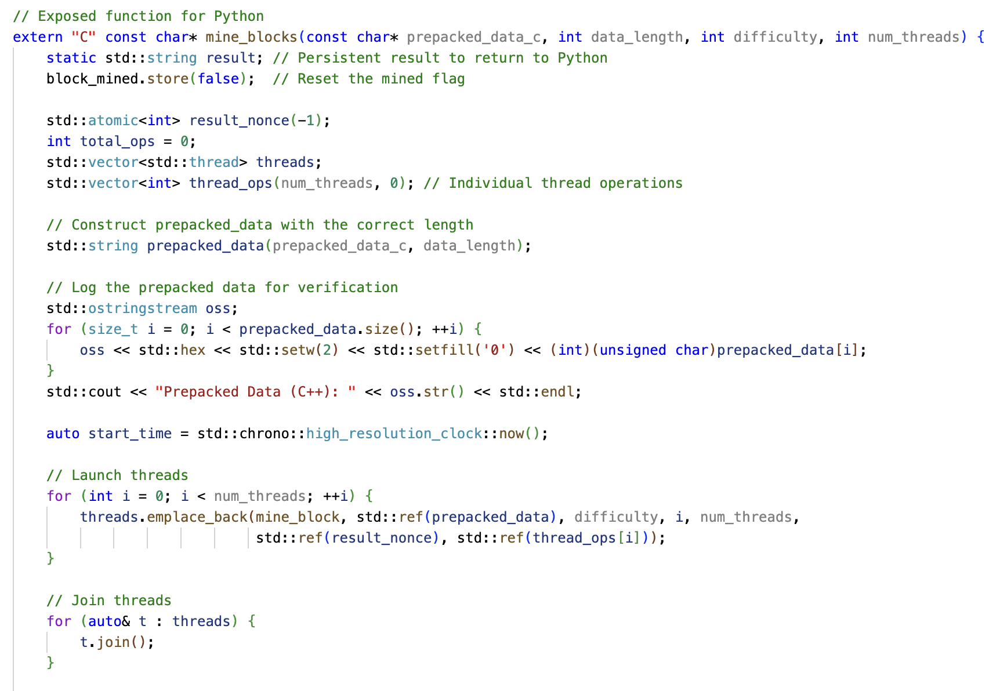 // Exposed function for Python
extern "C" const char* mine_blocks(const char* prepacked_data_c, int data_length, int difficulty, int num_threads) {
    static std::string result; // Persistent result to return to Python
    block_mined.store(false);  // Reset the mined flag

    std::atomic<int> result_nonce(-1);
    int total_ops = 0;
    std::vector<std::thread> threads;
    std::vector<int> thread_ops(num_threads, 0); // Individual thread operations

    // Construct prepacked_data with the correct length
    std::string prepacked_data(prepacked_data_c, data_length);

    // Log the prepacked data for verification
    std::ostringstream oss;
    for (size_t i = 0; i < prepacked_data.size(); ++i) {
        oss << std::hex << std::setw(2) << std::setfill('0') << (int)(unsigned char)prepacked_data[i];
    }
    std::cout << "Prepacked Data (C++): " << oss.str() << std::endl;

    auto start_time = std::chrono::high_resolution_clock::now();

    // Launch threads
    for (int i = 0; i < num_threads; ++i) {
        threads.emplace_back(mine_block, std::ref(prepacked_data), difficulty, i, num_threads,
                             std::ref(result_nonce), std::ref(thread_ops[i]));
    }

    // Join threads
    for (auto& t : threads) {
        t.join();
    }